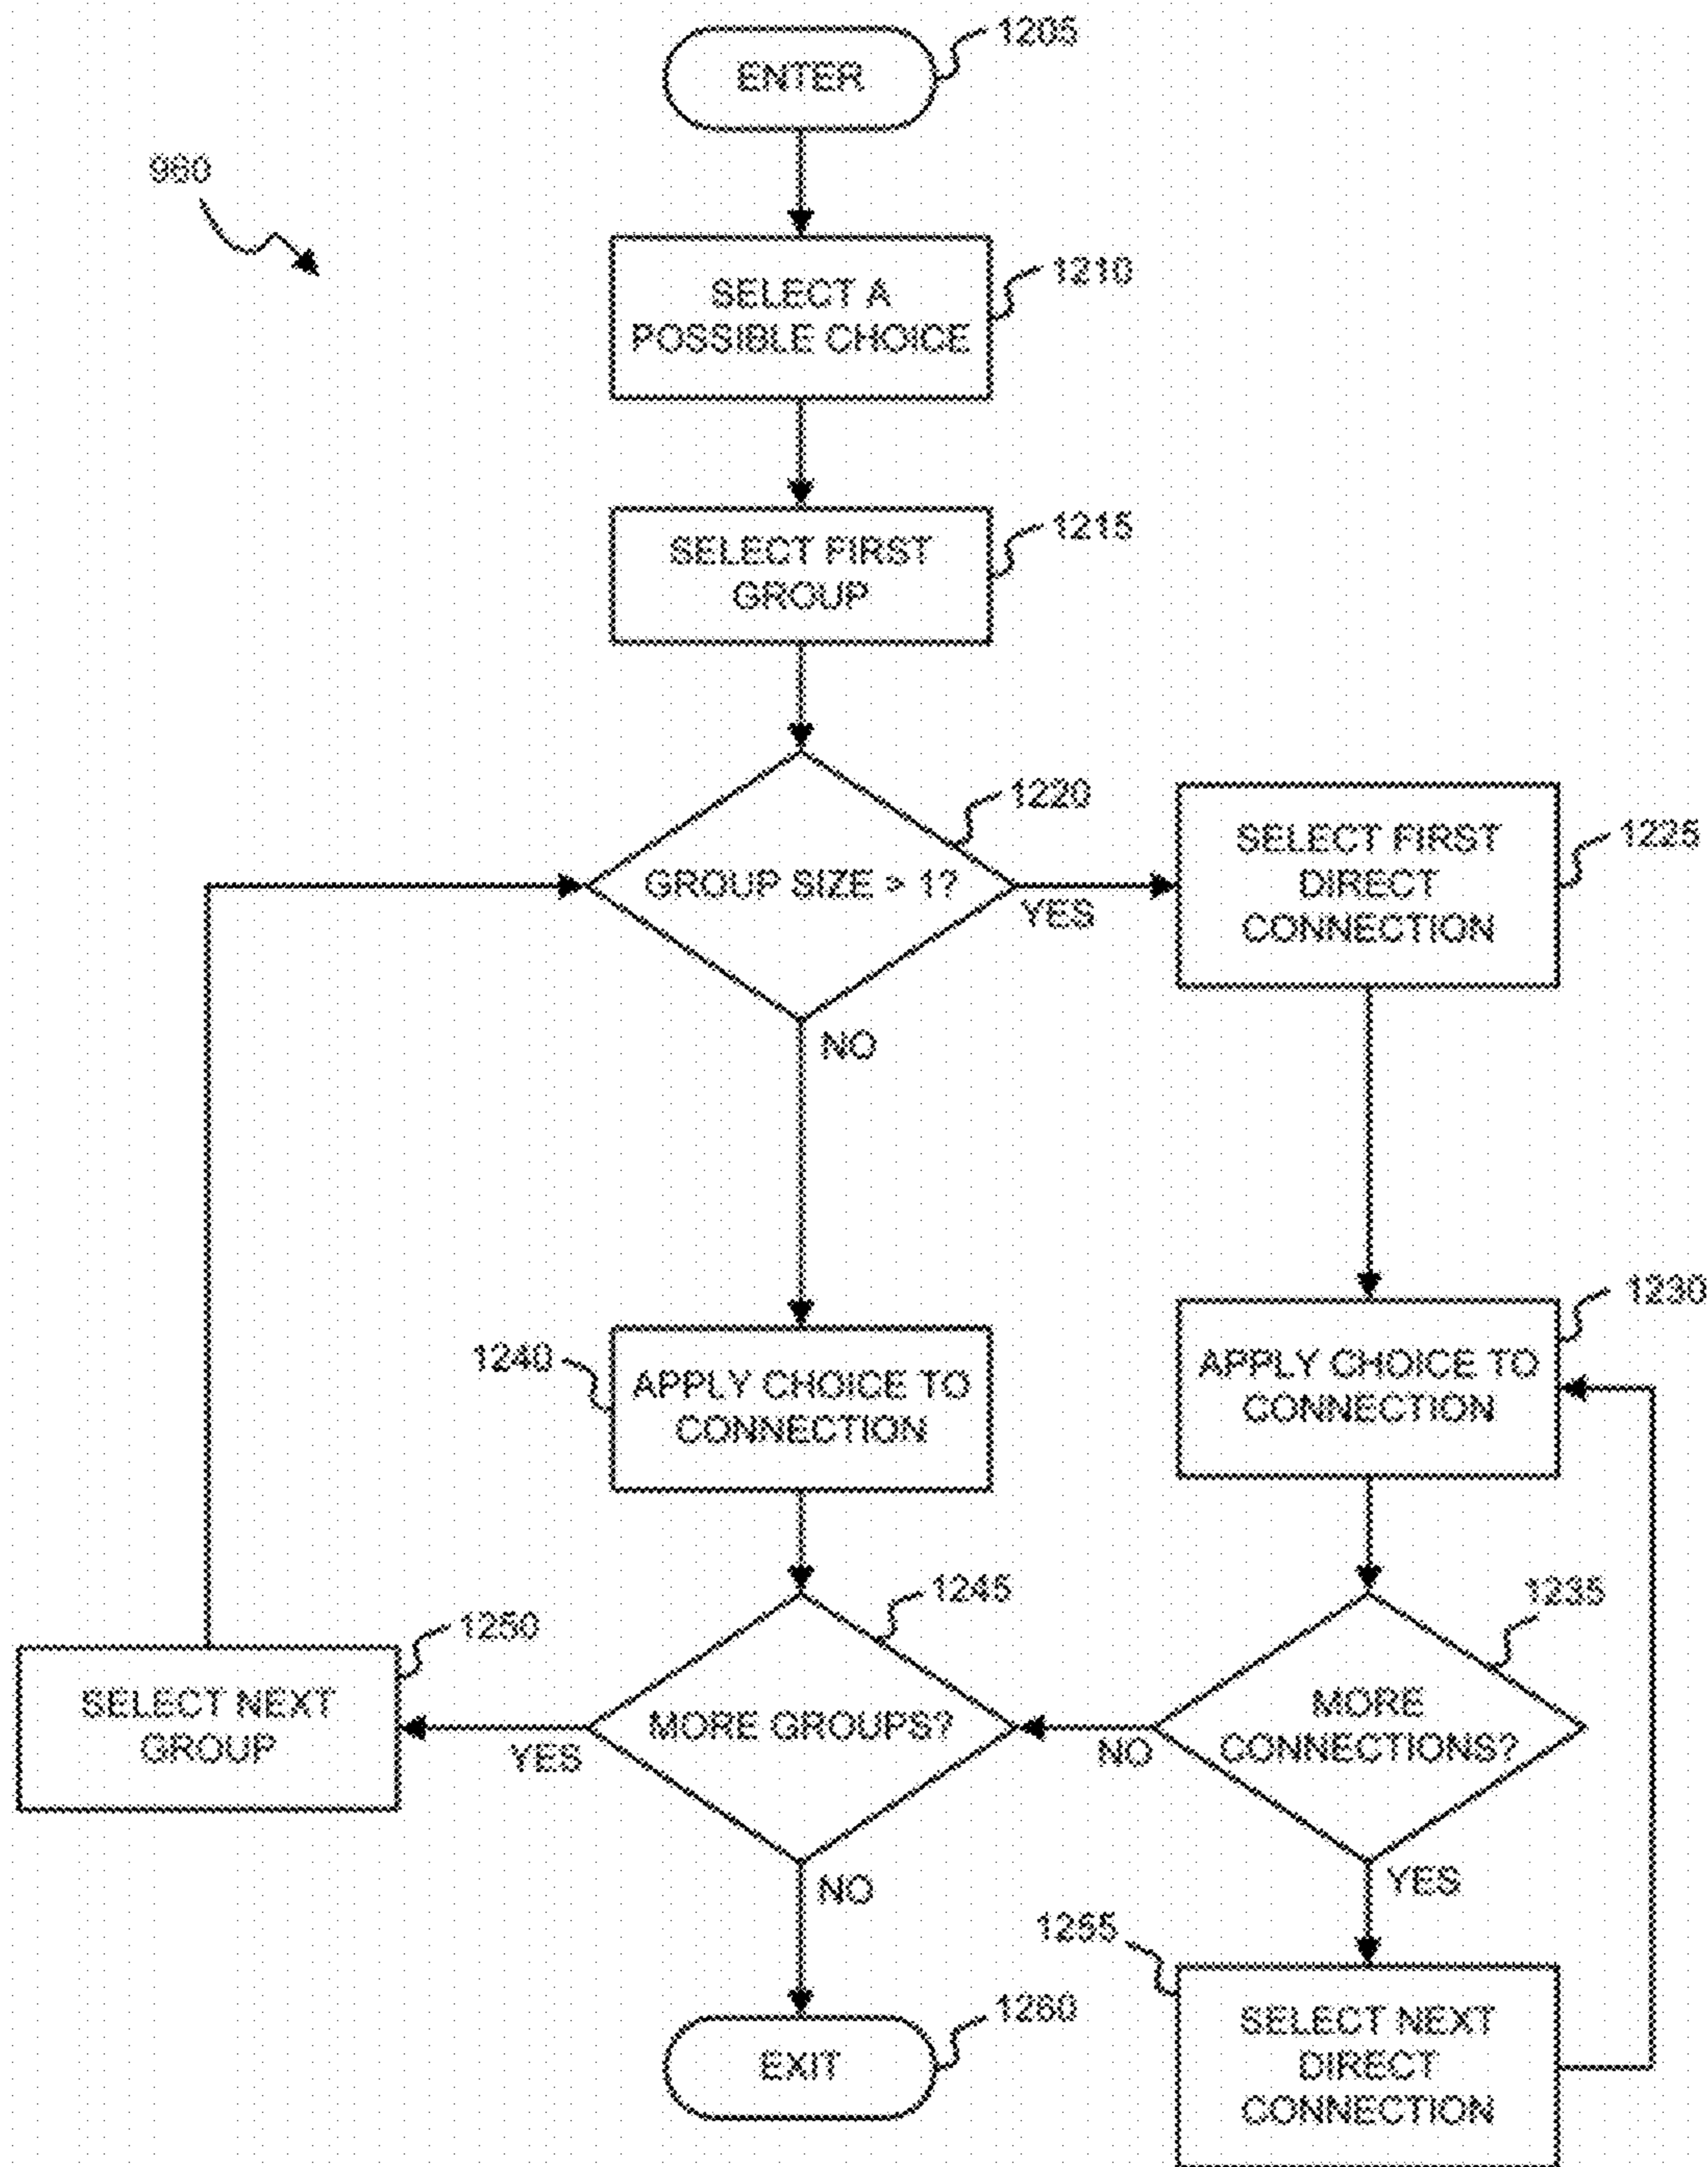 1205
ENTER
960
1210
SELECT A
POSSIBLE CHOICE
1215
SELECT FIRST
GROUP
1220
GROUP SIZE > 1?
YES
NO
1225
SELECT FIRST
DIRECT
CONNECTION
1240
APPLY CHOICE TO
CONNECTION
1230
APPLY CHOICE TO
CONNECTION
1250
SELECT NEXT
GROUP
1245
MORE GROUPS?
YES
NO
1235
MORE
CONNECTIONS?
NO
YES
1260
EXIT
1255
SELECT NEXT
DIRECT
CONNECTION